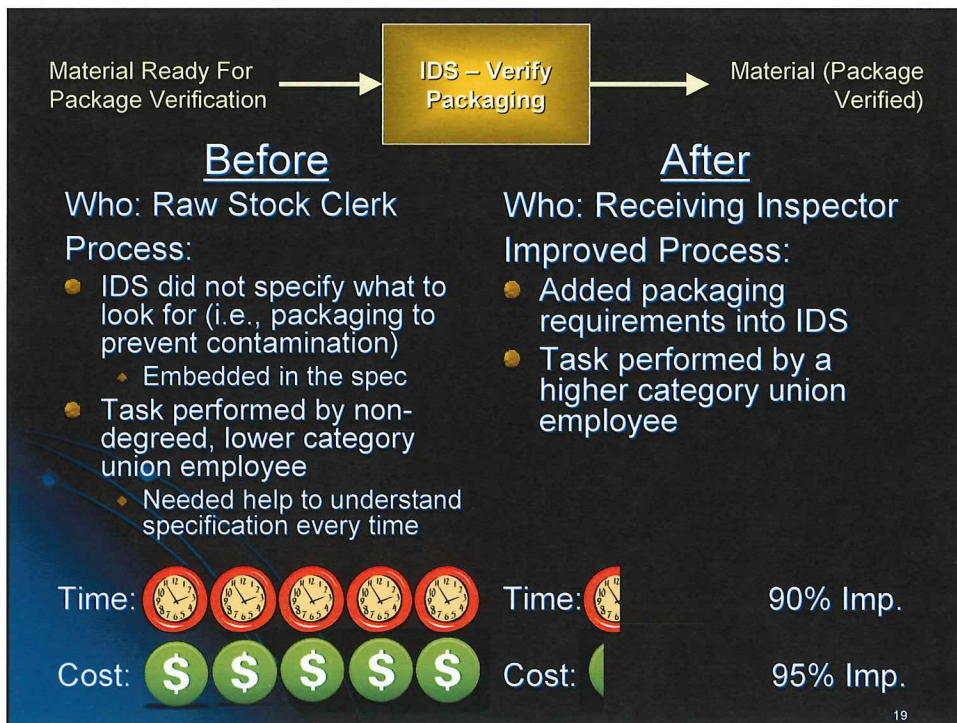 Material Ready For
Package Verification
IDS – Verify
Packaging
Material (Package
Verified)
Before
Who: Raw Stock Clerk
Process:
IDS did not specify what to
look for (i.e., packaging to
prevent contamination)
Embedded in the spec
Task performed by non-
degreed, lower category
union employee
Needed help to understand
specification every time
Time:
Cost: $ $ $ $ $
After
Who: Receiving Inspector
Improved Process:
Added packaging
requirements into IDS
Task performed by a
higher category union
employee
Time: 90% Imp.
Cost: 95% Imp.
19